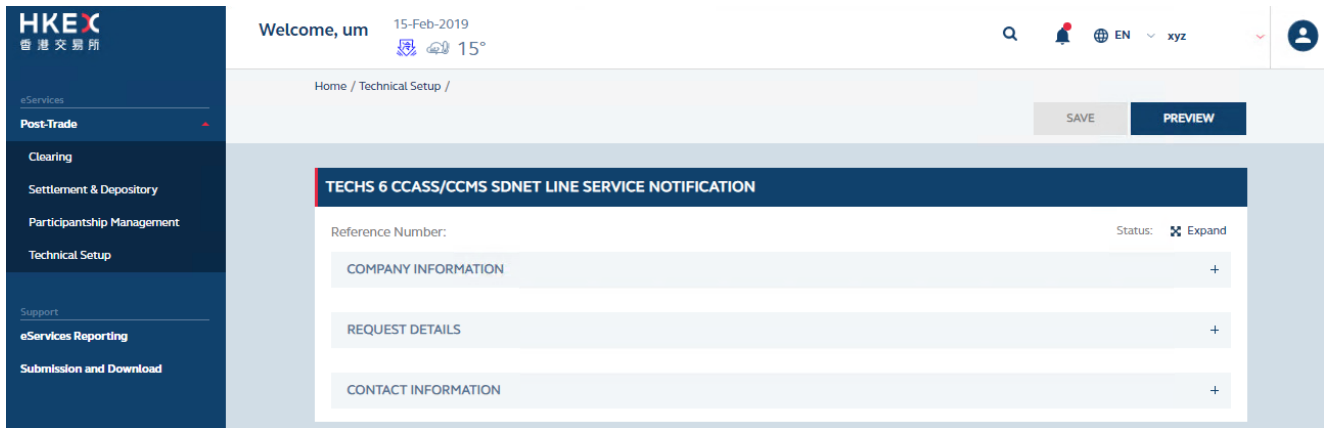 HKEX
香港交易所
Welcome, um
15-Feb-2019
15°
EN
xyz
Home / Technical Setup /
SAVE
PREVIEW
eServices
Post-Trade
Clearing
Settlement & Depository
Participantship Management
Technical Setup
Support
eServices Reporting
Submission and Download
TECHS 6 CCASS/CCMS SDNET LINE SERVICE NOTIFICATION
Reference Number:
Status:
Expand
COMPANY INFORMATION +
REQUEST DETAILS +
CONTACT INFORMATION +